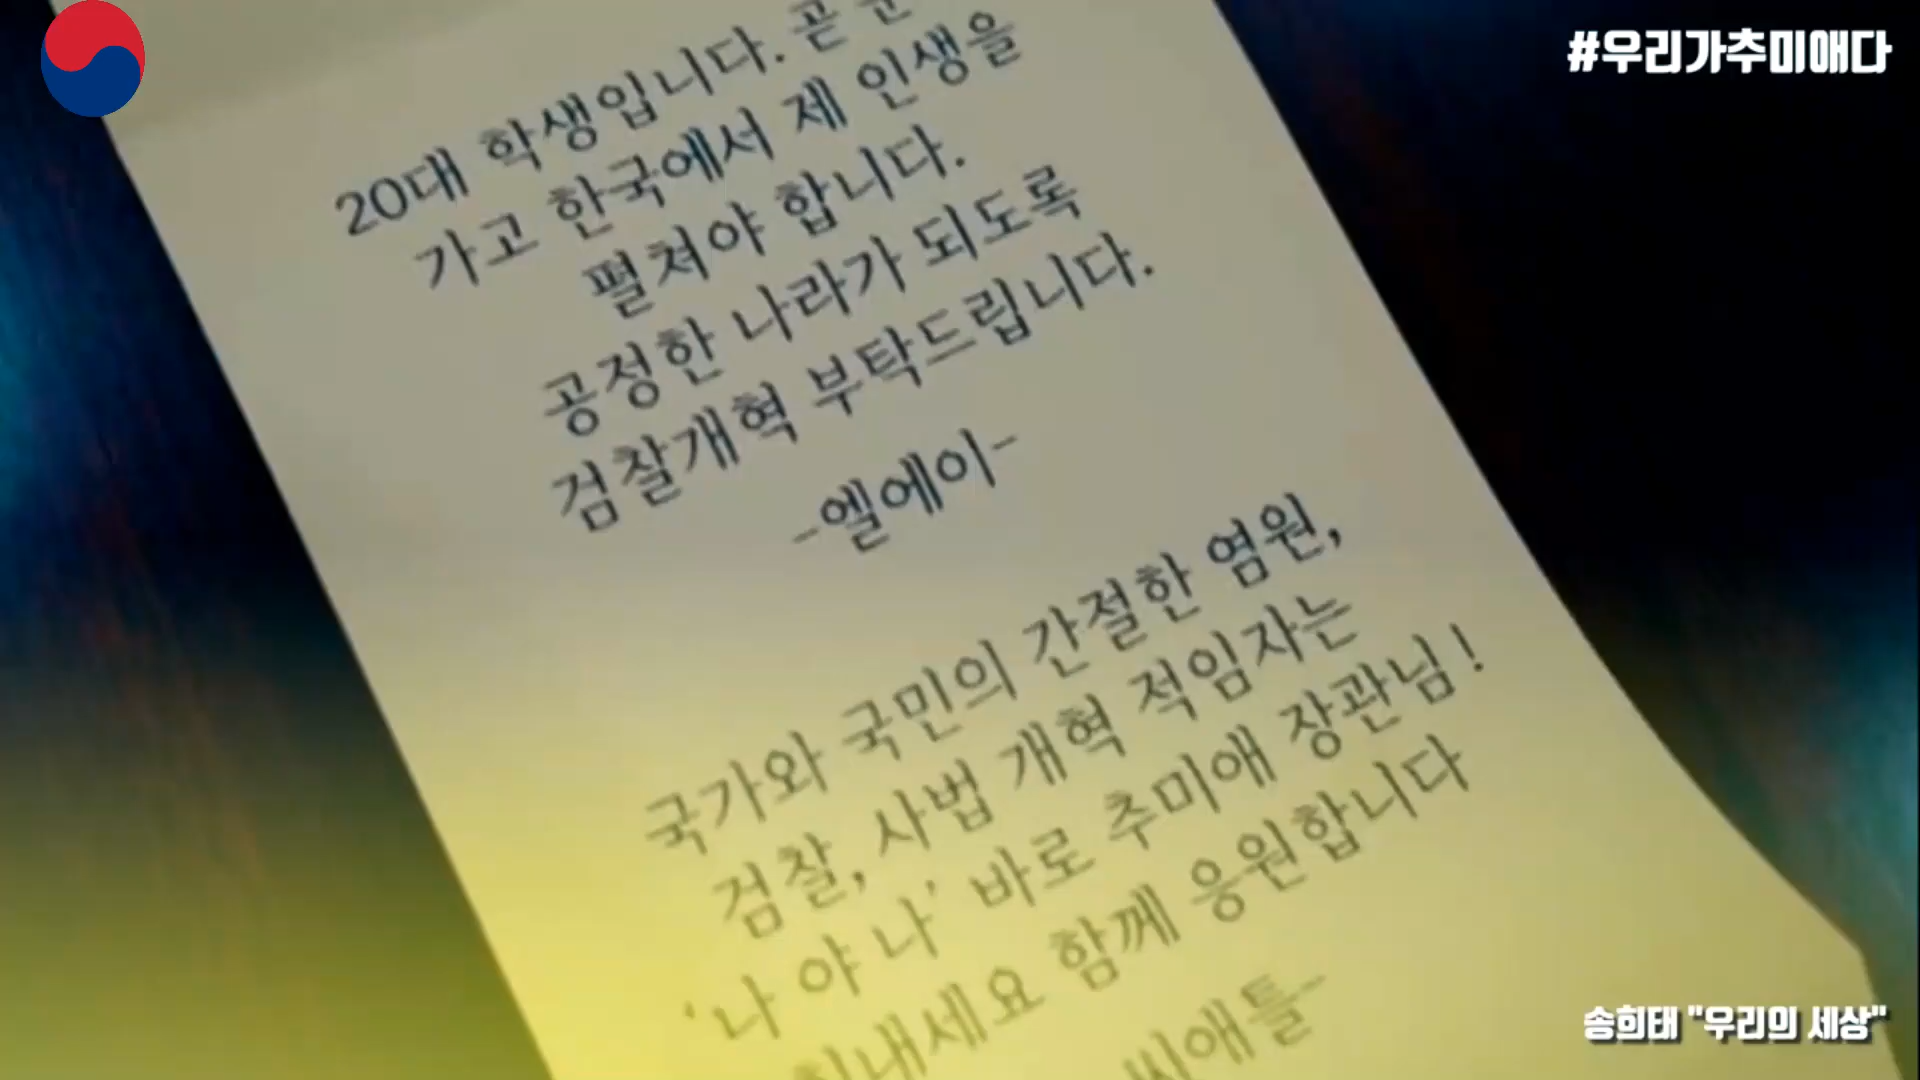 #우리가추미애다
20대 학생입니다. 곧
가고 한국에서 제 인생을
펼쳐야 합니다.
공정한 나라가 되도록
검찰개혁 부탁드립니다.
-엘에이-
국가와 국민의 간절한 염원,
검찰, 사법 개혁 적임자는
'나 야 나' 바로 추미애 장관님!
힘내세요 함께 응원합니다
송희태 "우리의 세상"